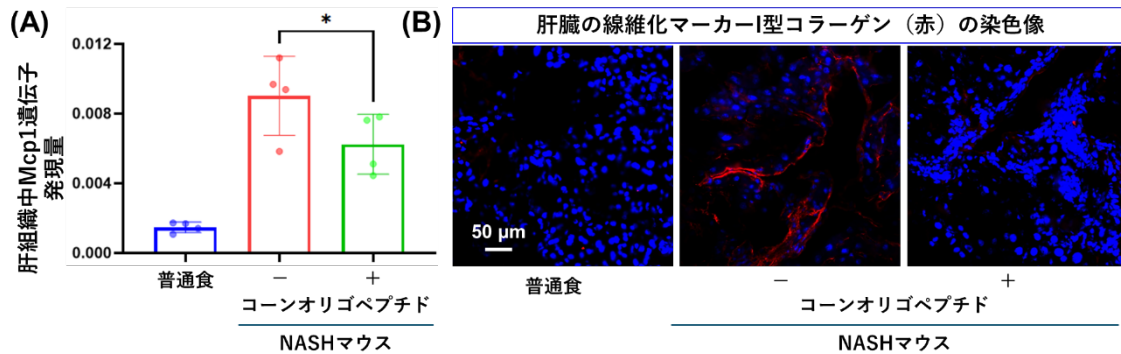 (A)
肝組織中Mcp1遺伝子
発現量
0.012
0.008
0.004
0.000
*
普通食
−
+
コーンオリゴペプチド
NASHマウス
(B)
肝臓の線維化マーカーI型コラーゲン（赤）の染色像
50 μm
普通食
−
+
コーンオリゴペプチド
NASHマウス